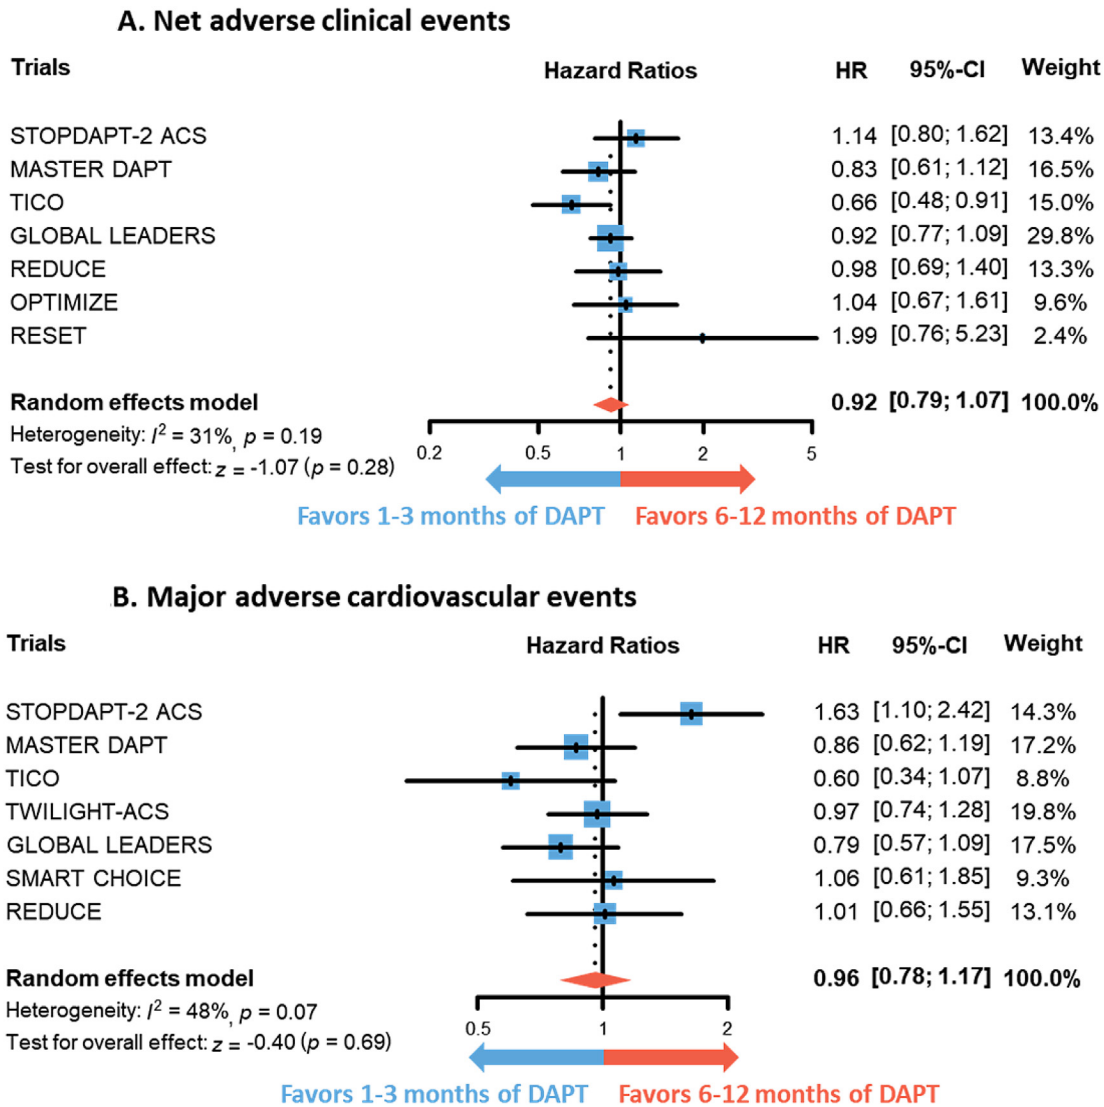 A. Net adverse clinical events
Trials Hazard Ratios HR 95%-CI Weight
STOPDAPT-2 ACS 1.14 [0.80; 1.62] 13.4%
MASTER DAPT 0.83 [0.61; 1.12] 16.5%
TICO 0.66 [0.48; 0.91] 15.0%
GLOBAL LEADERS 0.92 [0.77; 1.09] 29.8%
REDUCE 0.98 [0.69; 1.40] 13.3%
OPTIMIZE 1.04 [0.67; 1.61] 9.6%
RESET 1.99 [0.76; 5.23] 2.4%
Random effects model 0.92 [0.79; 1.07] 100.0%
Heterogeneity: I² = 31%, p = 0.19
Test for overall effect: z = -1.07 (p = 0.28)
0.2 0.5 1 2 5
Favors 1-3 months of DAPT Favors 6-12 months of DAPT
B. Major adverse cardiovascular events
Trials Hazard Ratios HR 95%-CI Weight
STOPDAPT-2 ACS 1.63 [1.10; 2.42] 14.3%
MASTER DAPT 0.86 [0.62; 1.19] 17.2%
TICO 0.60 [0.34; 1.07] 8.8%
TWILIGHT-ACS 0.97 [0.74; 1.28] 19.8%
GLOBAL LEADERS 0.79 [0.57; 1.09] 17.5%
SMART CHOICE 1.06 [0.61; 1.85] 9.3%
REDUCE 1.01 [0.66; 1.55] 13.1%
Random effects model 0.96 [0.78; 1.17] 100.0%
Heterogeneity: I² = 48%, p = 0.07
Test for overall effect: z = -0.40 (p = 0.69)
0.5 1 2
Favors 1-3 months of DAPT Favors 6-12 months of DAPT